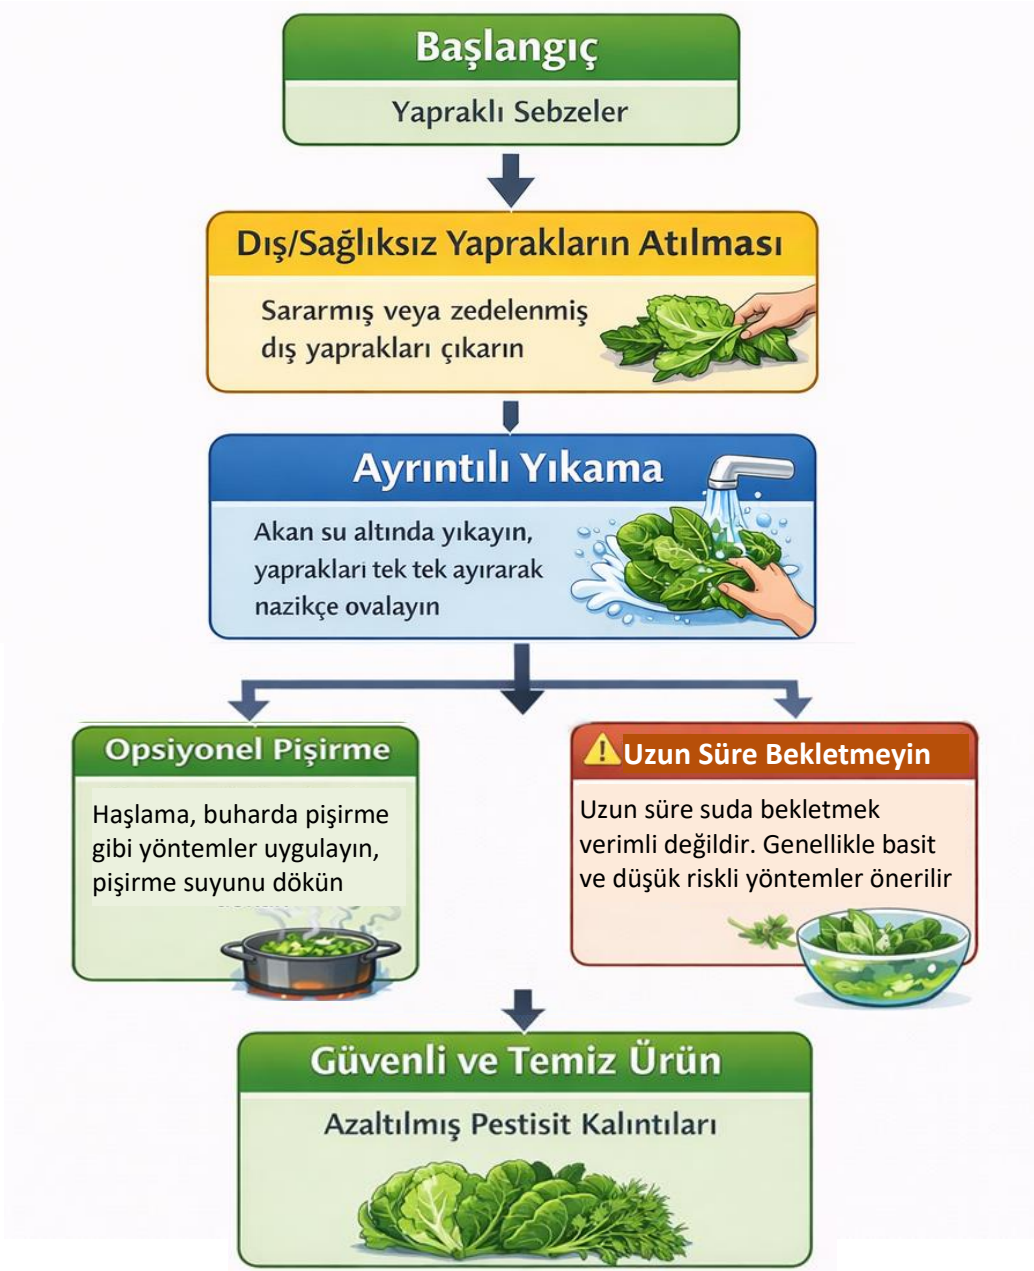 Başlangıç
Yapraklı Sebzeler
Dış/Sağlıksız Yaprakların Atılması
Sararmış veya zedelenmiş
dış yaprakları çıkarın
Ayrıntılı Yıkama
Akan su altında yıkayın,
yaprakları tek tek ayırarak
nazikçe ovalayın
Opsiyonel Pişirme
Haşlama, buharda pişirme
gibi yöntemler uygulayın,
pişirme suyunu dökün
Uzun Süre Bekletmeyin
Uzun süre suda bekletmek
verimli değildir. Genellikle basit
ve düşük riskli yöntemler önerilir
Güvenli ve Temiz Ürün
Azaltılmış Pestisit Kalıntıları